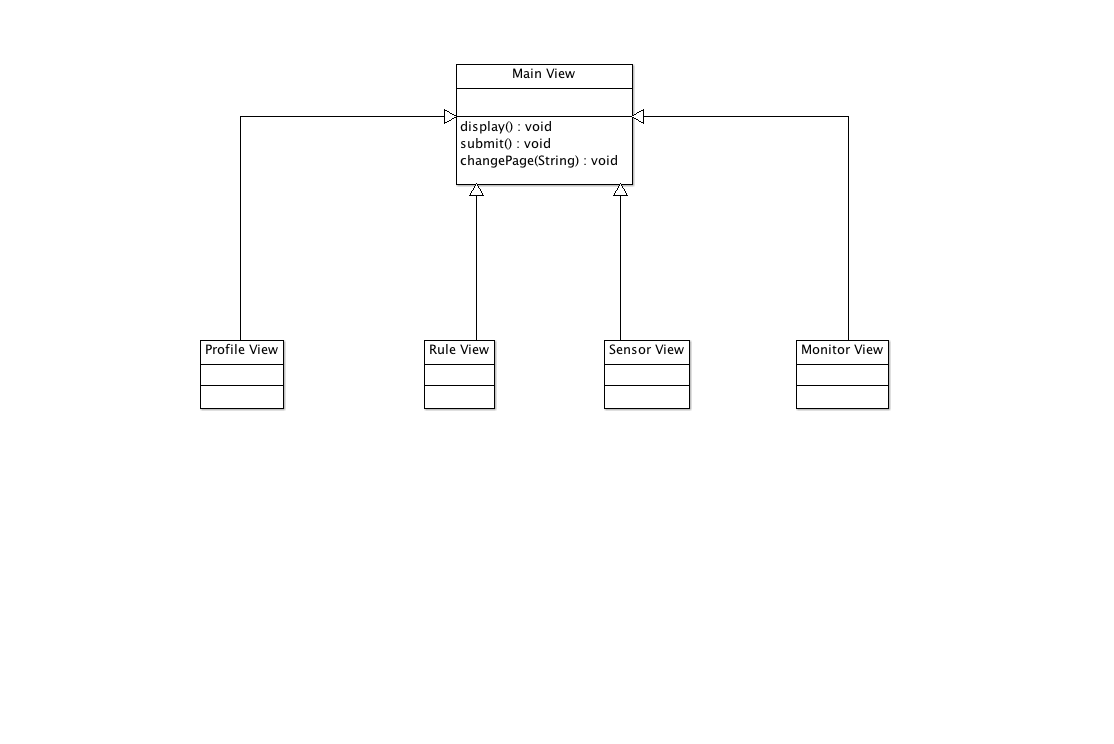 Main View
display() : void
submit() : void
changePage(String) : void
Profile View
Rule View
Sensor View
Monitor View